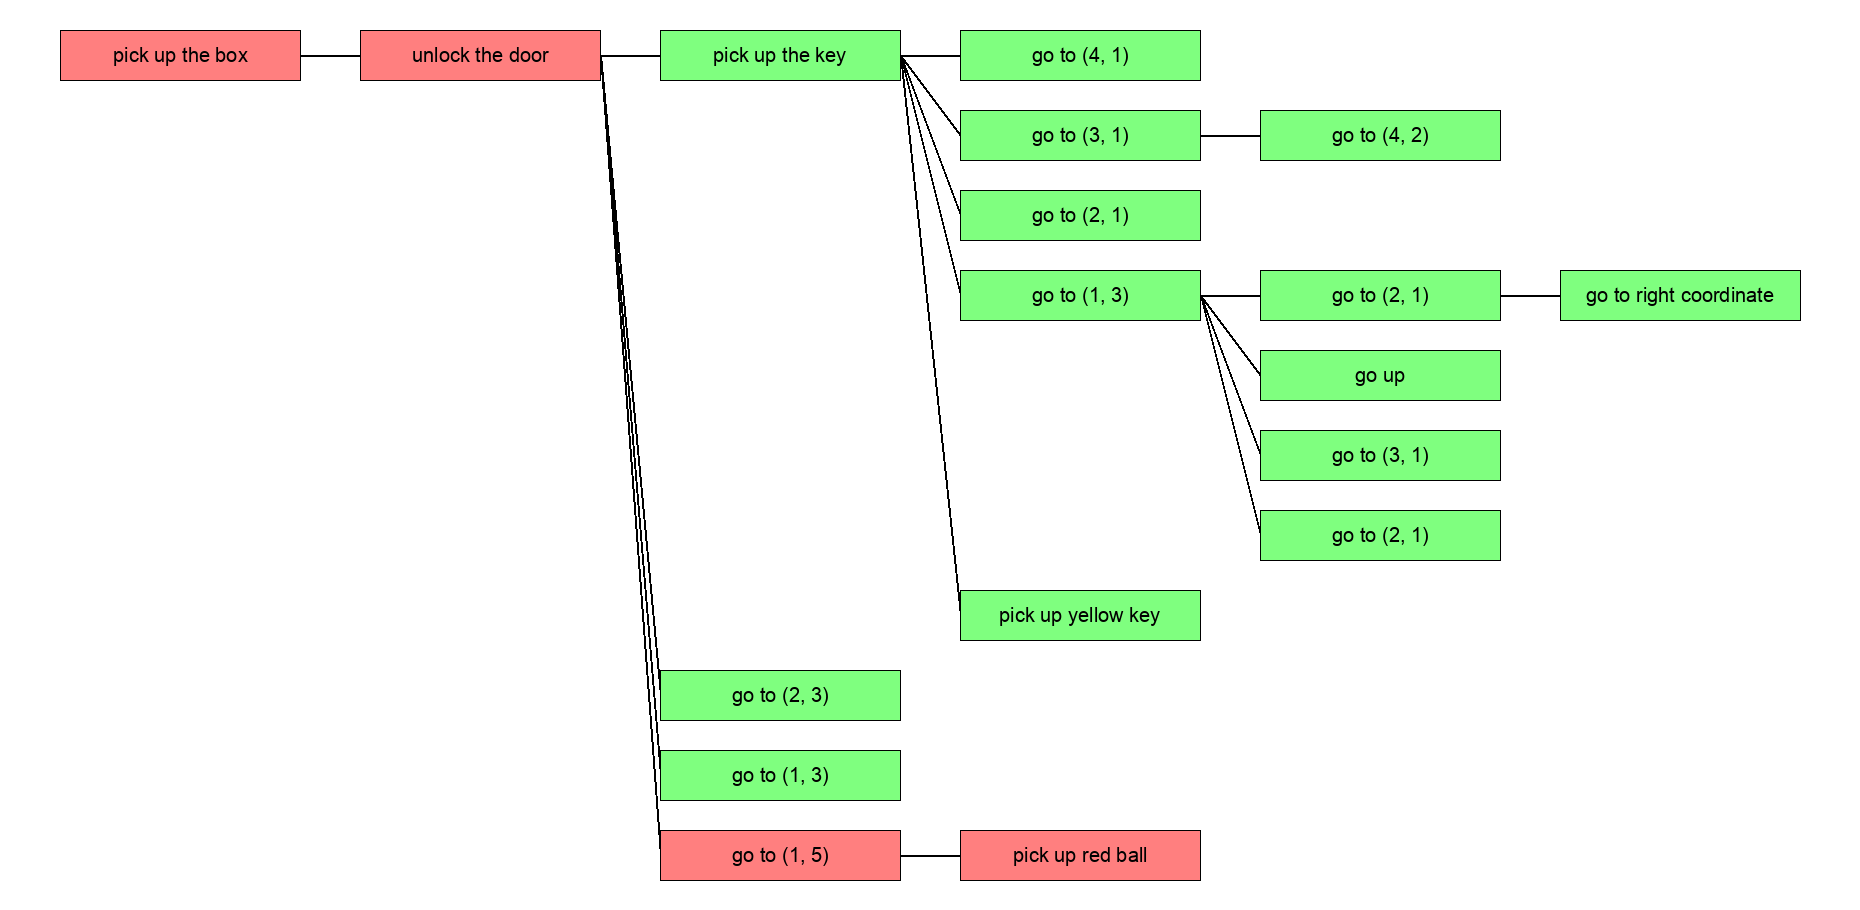 pick up the box
unlock the door
pick up the key
go to (4, 1)
go to (3, 1)
go to (4, 2)
go to (2, 1)
go to (1, 3)
go to (2, 1)
go to right coordinate
go up
go to (3, 1)
go to (2, 1)
pick up yellow key
go to (2, 3)
go to (1, 3)
go to (1, 5)
pick up red ball